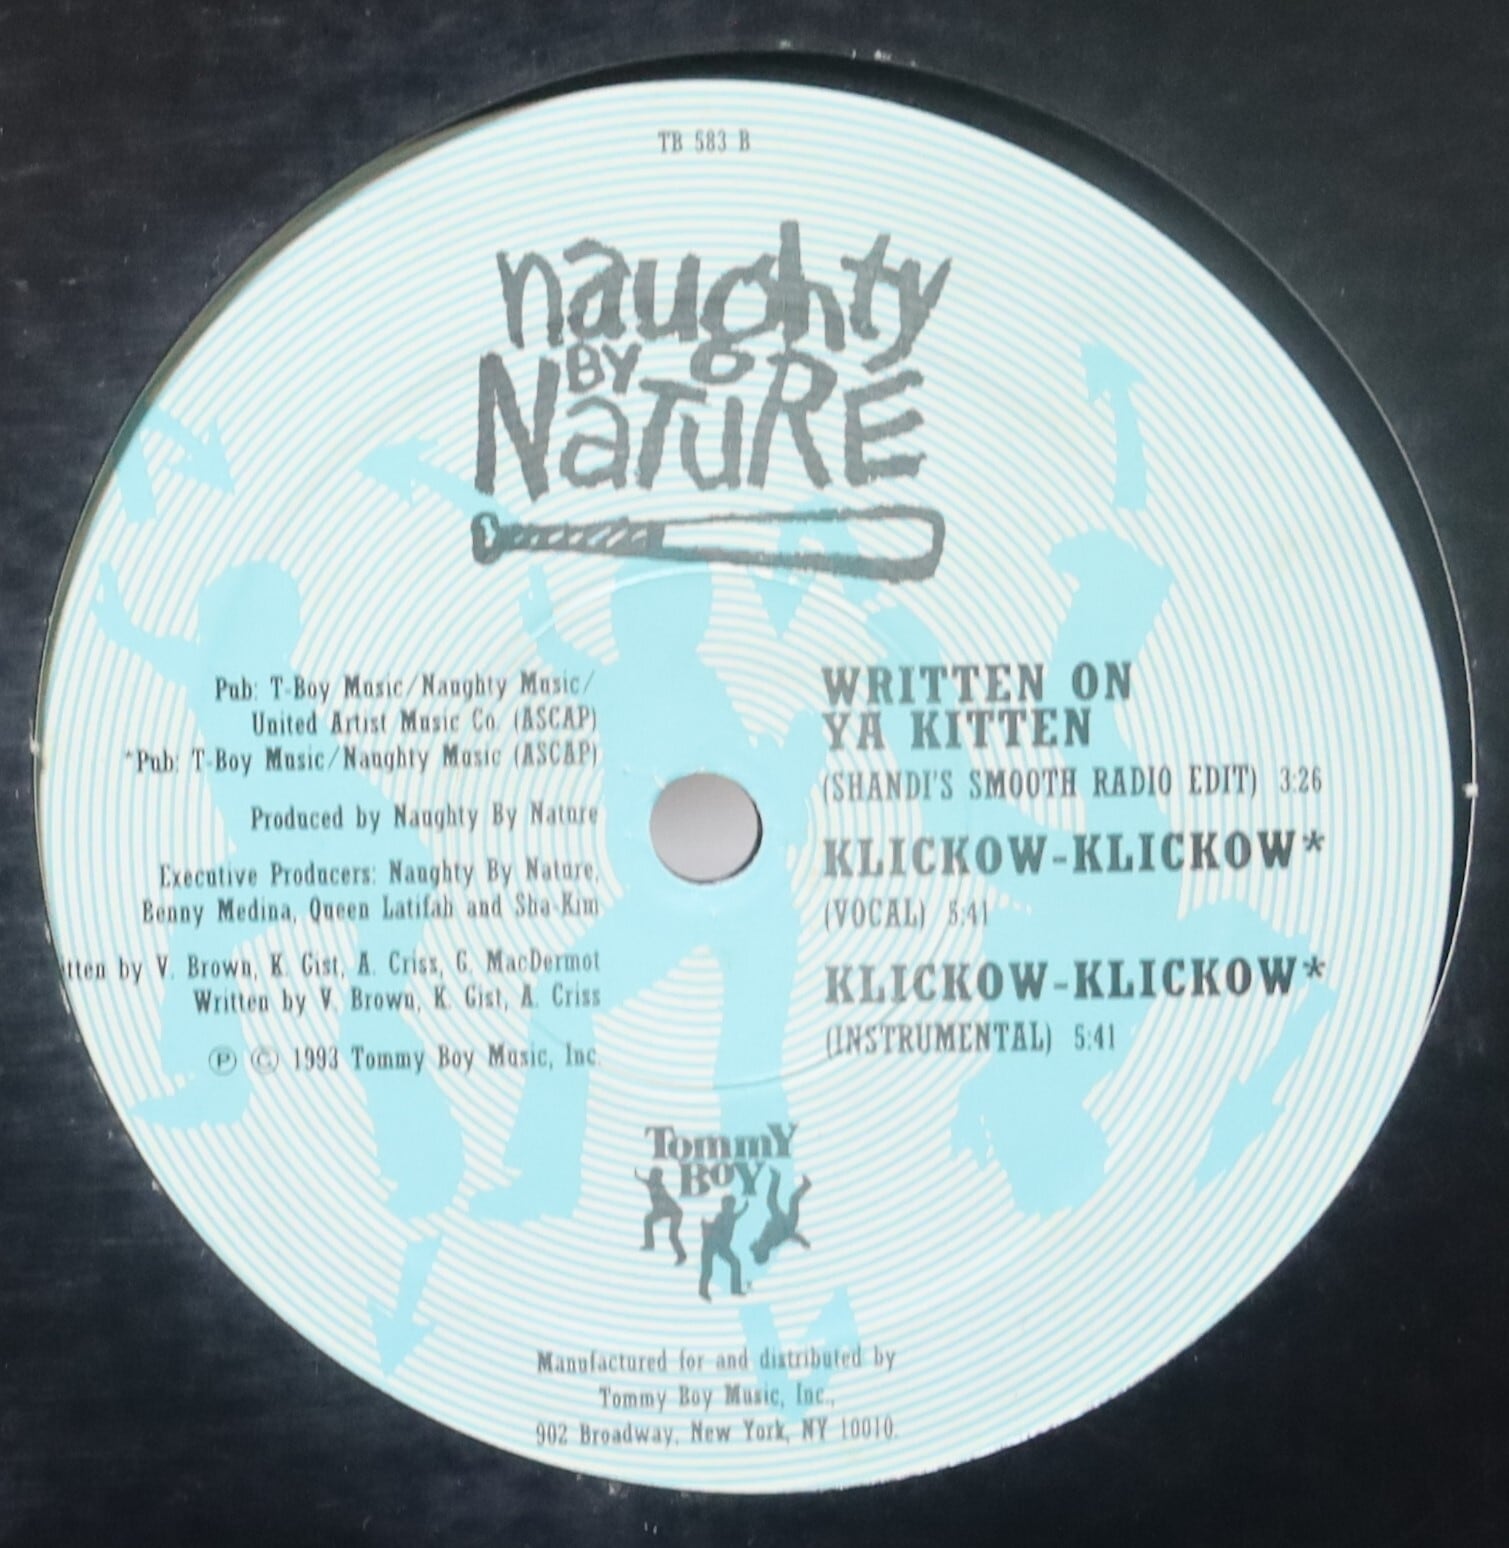 TB 583 B
naughty
BY
NaTuRE
Pub: T-Boy Music/Naughty Music/
United Artist Music Co. (ASCAP)
*Pub: T-Boy Music/Naughty Music (ASCAP)
Produced by Naughty By Nature
Executive Producers: Naughty By Nature,
Benny Medina, Queen Latifah and Sha-Kim
tten by V. Brown, K. Gist, A. Criss, G. MacDermot
Written by V. Brown, K. Gist, A. Criss
Ⓟ © 1993 Tommy Boy Music, Inc.
WRITTEN ON
YA KITTEN
(SHANDI'S SMOOTH RADIO EDIT) 3:26
KLICKOW-KLICKOW*
(VOCAL) 5:41
KLICKOW-KLICKOW*
(INSTRUMENTAL) 5:41
TommY
BOY
Manufactured for and distributed by
Tommy Boy Music, Inc.,
902 Broadway, New York, NY 10010.